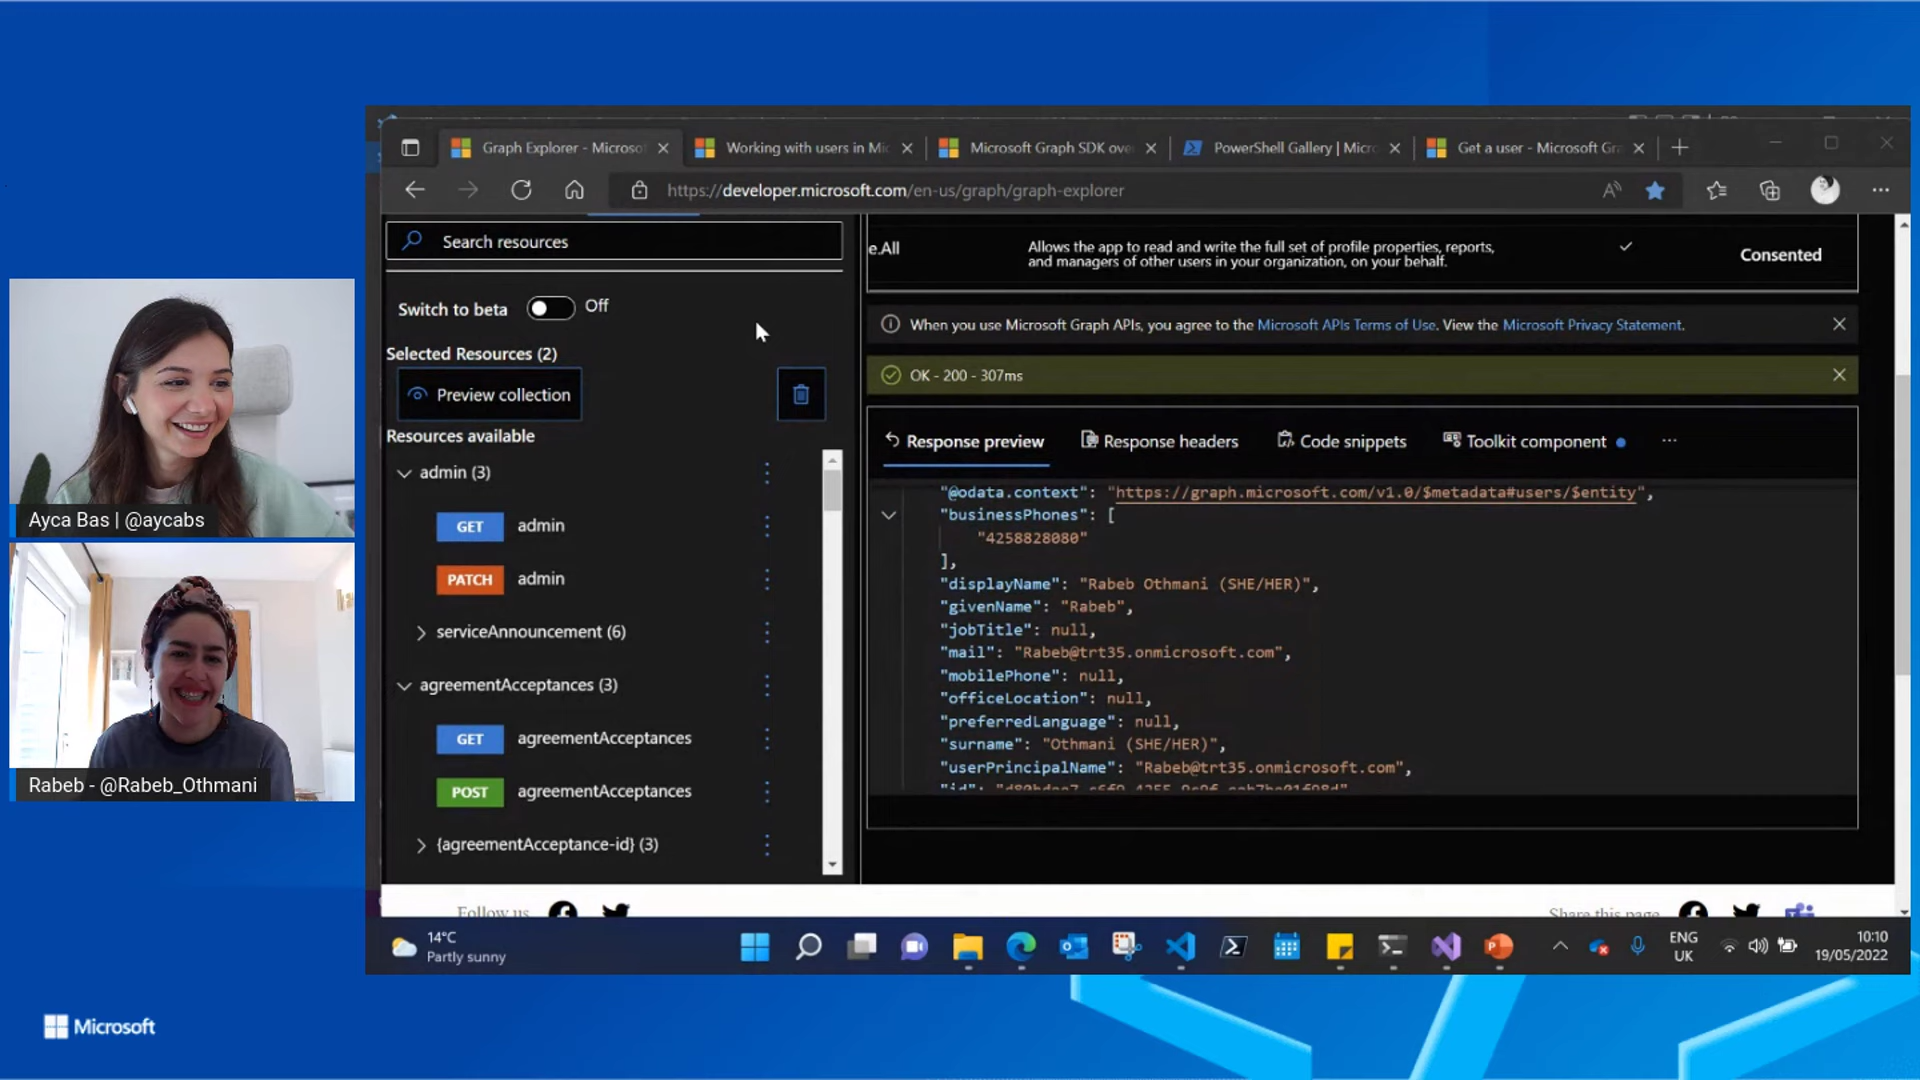 Graph Explorer - Microsof
Working with users in Mic
Microsoft Graph SDK ove
PowerShell Gallery | Micr
Get a user - Microsoft Gra
https://developer.microsoft.com/en-us/graph/graph-explorer
Search resources
Switch to beta
Off
Selected Resources (2)
Preview collection
Resources available
admin (3)
GET admin
PATCH admin
serviceAnnouncement (6)
agreementAcceptances (3)
GET agreementAcceptances
POST agreementAcceptances
{agreementAcceptance-id} (3)
e.All
Allows the app to read and write the full set of profile properties, reports,
and managers of other users in your organization, on your behalf.
Consented
When you use Microsoft Graph APIs, you agree to the Microsoft APIs Terms of Use. View the Microsoft Privacy Statement.
OK - 200 - 307ms
Response preview
Response headers
Code snippets
Toolkit component
"@odata.context": "https://graph.microsoft.com/v1.0/$metadata#users/$entity",
"businessPhones": [
"4258828080"
],
"displayName": "Rabeb Othmani (SHE/HER)",
"givenName": "Rabeb",
"jobTitle": null,
"mail": "Rabeb@trt35.onmicrosoft.com",
"mobilePhone": null,
"officeLocation": null,
"preferredLanguage": null,
"surname": "Othmani (SHE/HER)",
"userPrincipalName": "Rabeb@trt35.onmicrosoft.com",
Follow us
Share this page
14°C
Partly sunny
ENG
UK
10:10
19/05/2022
Ayca Bas | @aycabs
Rabeb - @Rabeb_Othmani
Microsoft